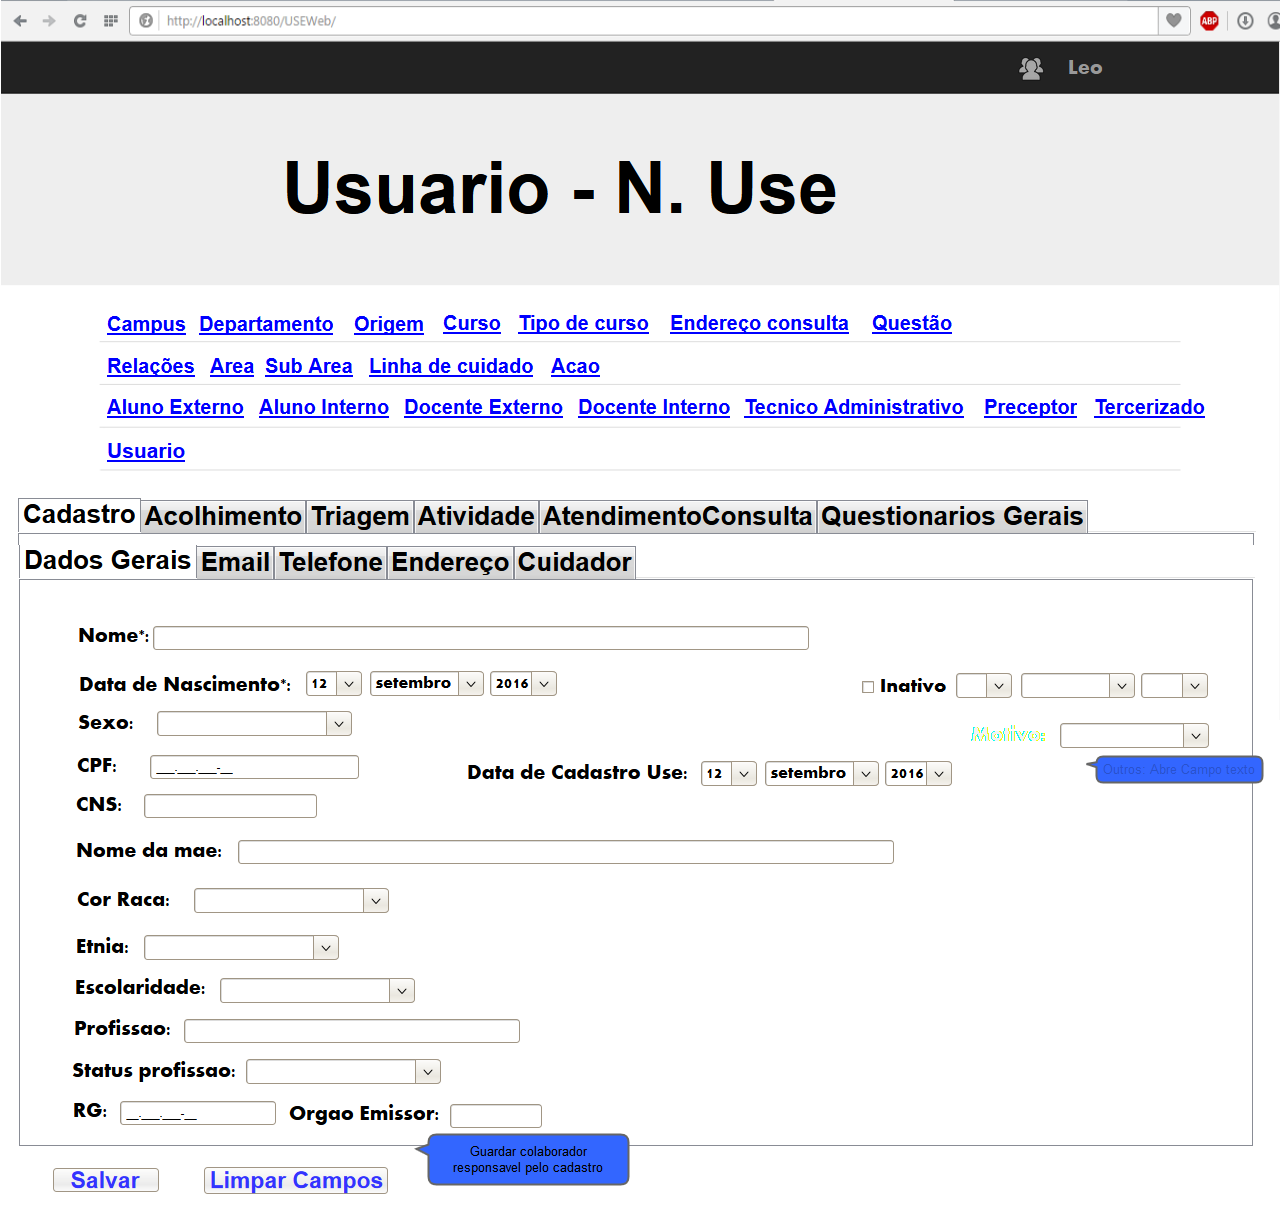 http://localhost:8080/USEWeb/
ABP
Leo
Usuario - N. Use
Campus Departamento Origem Curso Tipo de curso Endereço consulta Questão
Relações Area Sub Area Linha de cuidado Acao
Aluno Externo Aluno Interno Docente Externo Docente Interno Tecnico Administrativo Preceptor Tercerizado
Usuario
Cadastro Acolhimento Triagem Atividade AtendimentoConsulta Questionarios Gerais
Dados Gerais Email Telefone Endereço Cuidador
Nome*:
Data de Nascimento*: 12 setembro 2016 Inativo
Sexo: Motivo:
CPF: __.__.__-__ Data de Cadastro Use: 12 setembro 2016 Outros: Abre Campo texto
CNS:
Nome da mae:
Cor Raca:
Etnia:
Escolaridade:
Profissao:
Status profissao:
RG: __.__.__-__ Orgao Emissor:
Guardar colaborador
responsavel pelo cadastro
Salvar Limpar Campos